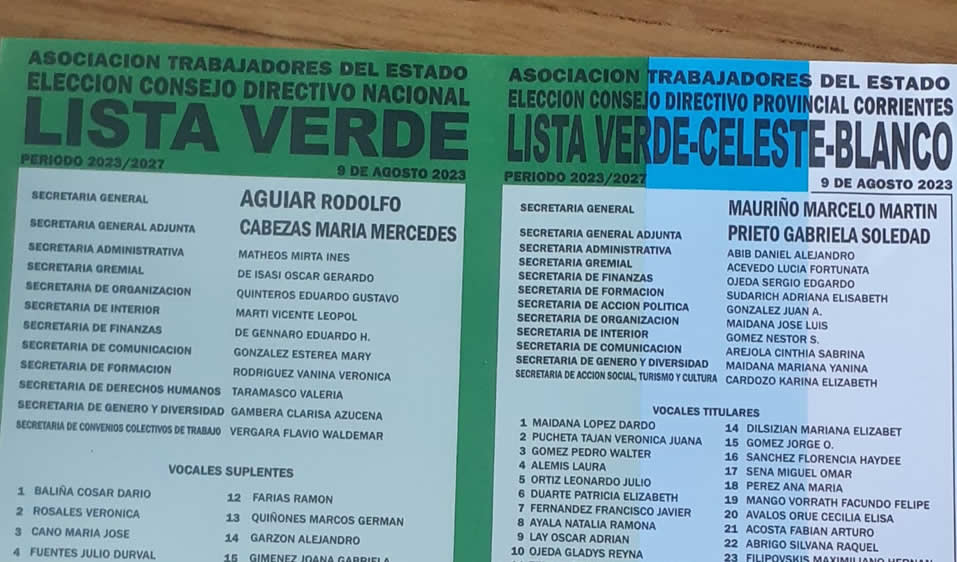 ASOCIACION TRABAJADORES DEL ESTADO
ELECCION CONSEJO DIRECTIVO NACIONAL
LISTA VERDE
PERIODO 2023/2027
9 DE AGOSTO 2023
SECRETARIA GENERAL AGUIAR RODOLFO
SECRETARIA GENERAL ADJUNTA CABEZAS MARIA MERCEDES
SECRETARIA ADMINISTRATIVA MATHEOS MIRTA INES
SECRETARIA GREMIAL DE ISASI OSCAR GERARDO
SECRETARIA DE ORGANIZACION QUINTEROS EDUARDO GUSTAVO
SECRETARIA DE INTERIOR MARTI VICENTE LEOPOL
SECRETARIA DE FINANZAS DE GENNARO EDUARDO H.
SECRETARIA DE COMUNICACION GONZALEZ ESTEREA MARY
SECRETARIA DE FORMACION RODRIGUEZ VANINA VERONICA
SECRETARIA DE DERECHOS HUMANOS TARAMASCO VALERIA
SECRETARIA DE GENERO Y DIVERSIDAD GAMBERA CLARISA AZUCENA
SECRETARIA DE CONVENIOS COLECTIVOS DE TRABAJO VERGARA FLAVIO WALDEMAR
VOCALES SUPLENTES
1 BALIÑA COSAR DARIO
2 ROSALES VERONICA
3 CANO MARIA JOSE
4 FUENTES JULIO DURVAL
12 FARIAS RAMON
13 QUIÑONES MARCOS GERMAN
14 GARZON ALEJANDRO
15 GIMENEZ JOANA GABRIELA
ASOCIACION TRABAJADORES DEL ESTADO
ELECCION CONSEJO DIRECTIVO PROVINCIAL CORRIENTES
LISTA VERDE-CELESTE-BLANCO
PERIODO 2023/2027
9 DE AGOSTO 2023
SECRETARIA GENERAL MAURIÑO MARCELO MARTIN
SECRETARIA GENERAL ADJUNTA PRIETO GABRIELA SOLEDAD
SECRETARIA ADMINISTRATIVA ABIB DANIEL ALEJANDRO
SECRETARIA GREMIAL ACEVEDO LUCIA FORTUNATA
SECRETARIA DE FINANZAS OJEDA SERGIO EDGARDO
SECRETARIA DE FORMACION SUDARICH ADRIANA ELISABETH
SECRETARIA DE ACCION POLITICA GONZALEZ JUAN A.
SECRETARIA DE ORGANIZACION MAIDANA JOSE LUIS
SECRETARIA DE INTERIOR GOMEZ NESTOR S.
SECRETARIA DE COMUNICACION AREJOLA CINTHIA SABRINA
SECRETARIA DE GENERO Y DIVERSIDAD MAIDANA MARIANA YANINA
SECRETARIA DE ACCION SOCIAL, TURISMO Y CULTURA CARDOZO KARINA ELIZABETH
VOCALES TITULARES
1 MAIDANA LOPEZ DARDO
2 PUCHETA TAJAN VERONICA JUANA
3 GOMEZ PEDRO WALTER
4 ALEMIS LAURA
5 ORTIZ LEONARDO JULIO
6 DUARTE PATRICIA ELIZABETH
7 FERNANDEZ FRANCISCO JAVIER
8 AYALA NATALIA RAMONA
9 LAY OSCAR ADRIAN
10 OJEDA GLADYS REYNA
14 DILSIZIAN MARIANA ELIZABET
15 GOMEZ JORGE O.
16 SANCHEZ FLORENCIA HAYDEE
17 SENA MIGUEL OMAR
18 PEREZ ANA MARIA
19 MANGO VORRATH FACUNDO FELIPE
20 AVALOS ORUE CECILIA ELISA
21 ACOSTA FABIAN ARTURO
22 ABRIGO SILVANA RAQUEL
23 FILIPOVSKIS MAXIMILIANO